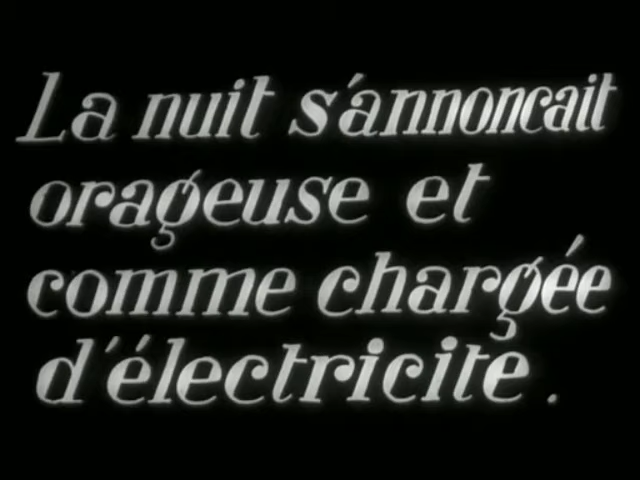 La nuit s'annoncait
orageuse et
comme chargée
d'électricite.